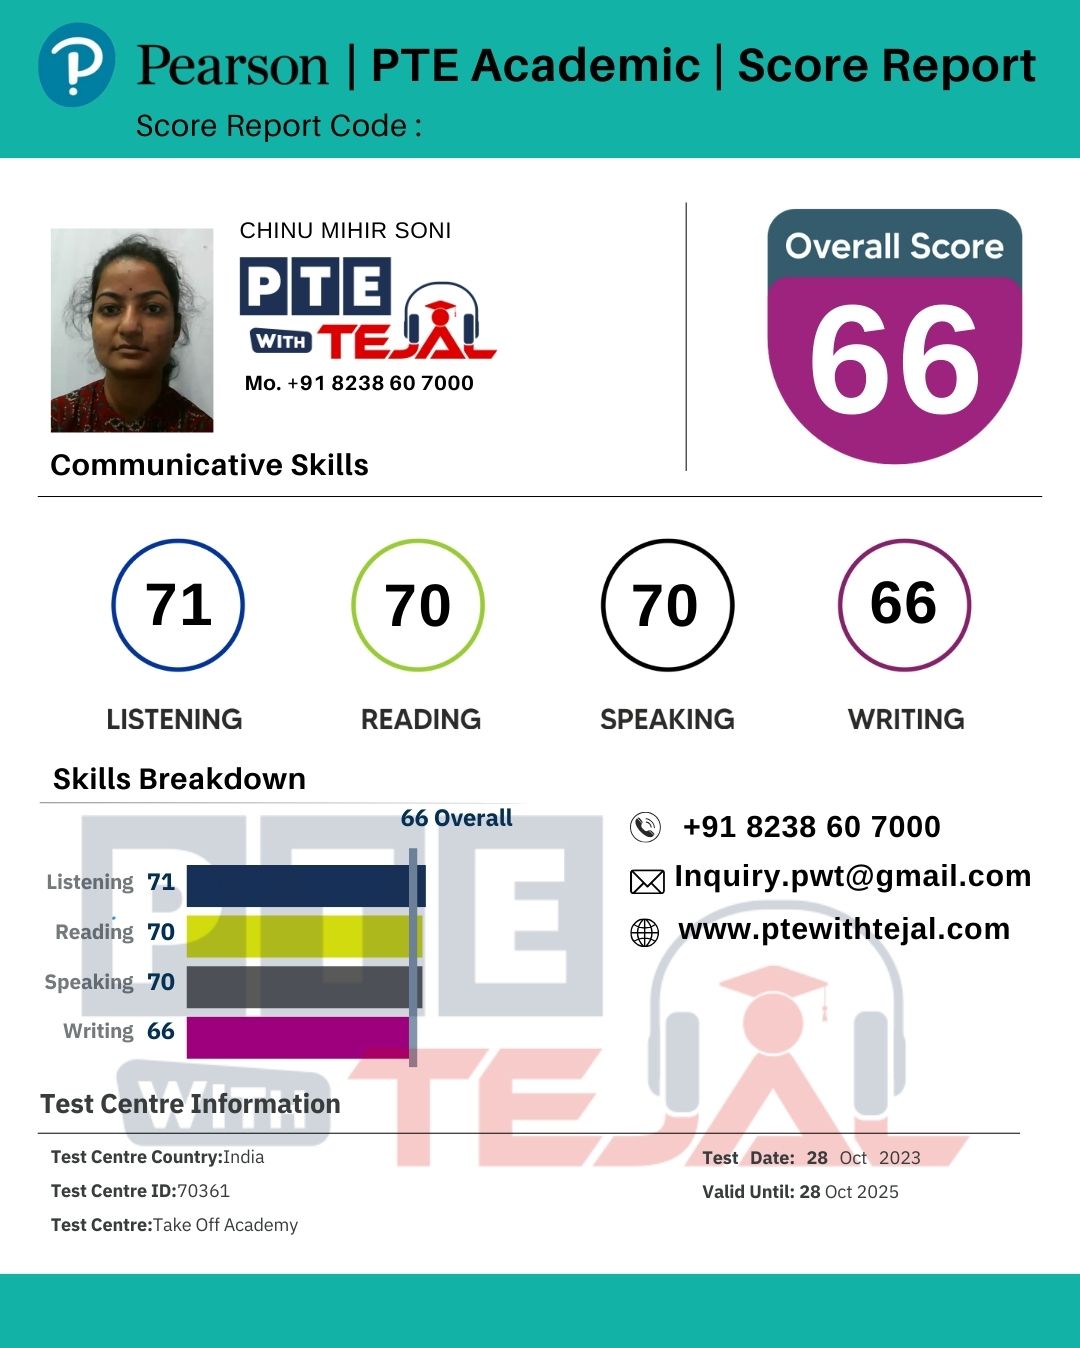 Pearson | PTE Academic | Score Report
Score Report Code :
CHINU MIHIR SONI
PTE
WITH TEJAL
Mo. +91 8238 60 7000
Overall Score
66
Communicative Skills
71 70 70 66
LISTENING READING SPEAKING WRITING
Skills Breakdown
66 Overall
Listening 71
Reading 70
Speaking 70
Writing 66
+91 8238 60 7000
Inquiry.pwt@gmail.com
www.ptewithtejal.com
PTE
WITH TEJAL
Test Centre Information
Test Centre Country:India
Test Centre ID:70361
Test Centre:Take Off Academy
Test Date: 28 Oct 2023
Valid Until: 28 Oct 2025